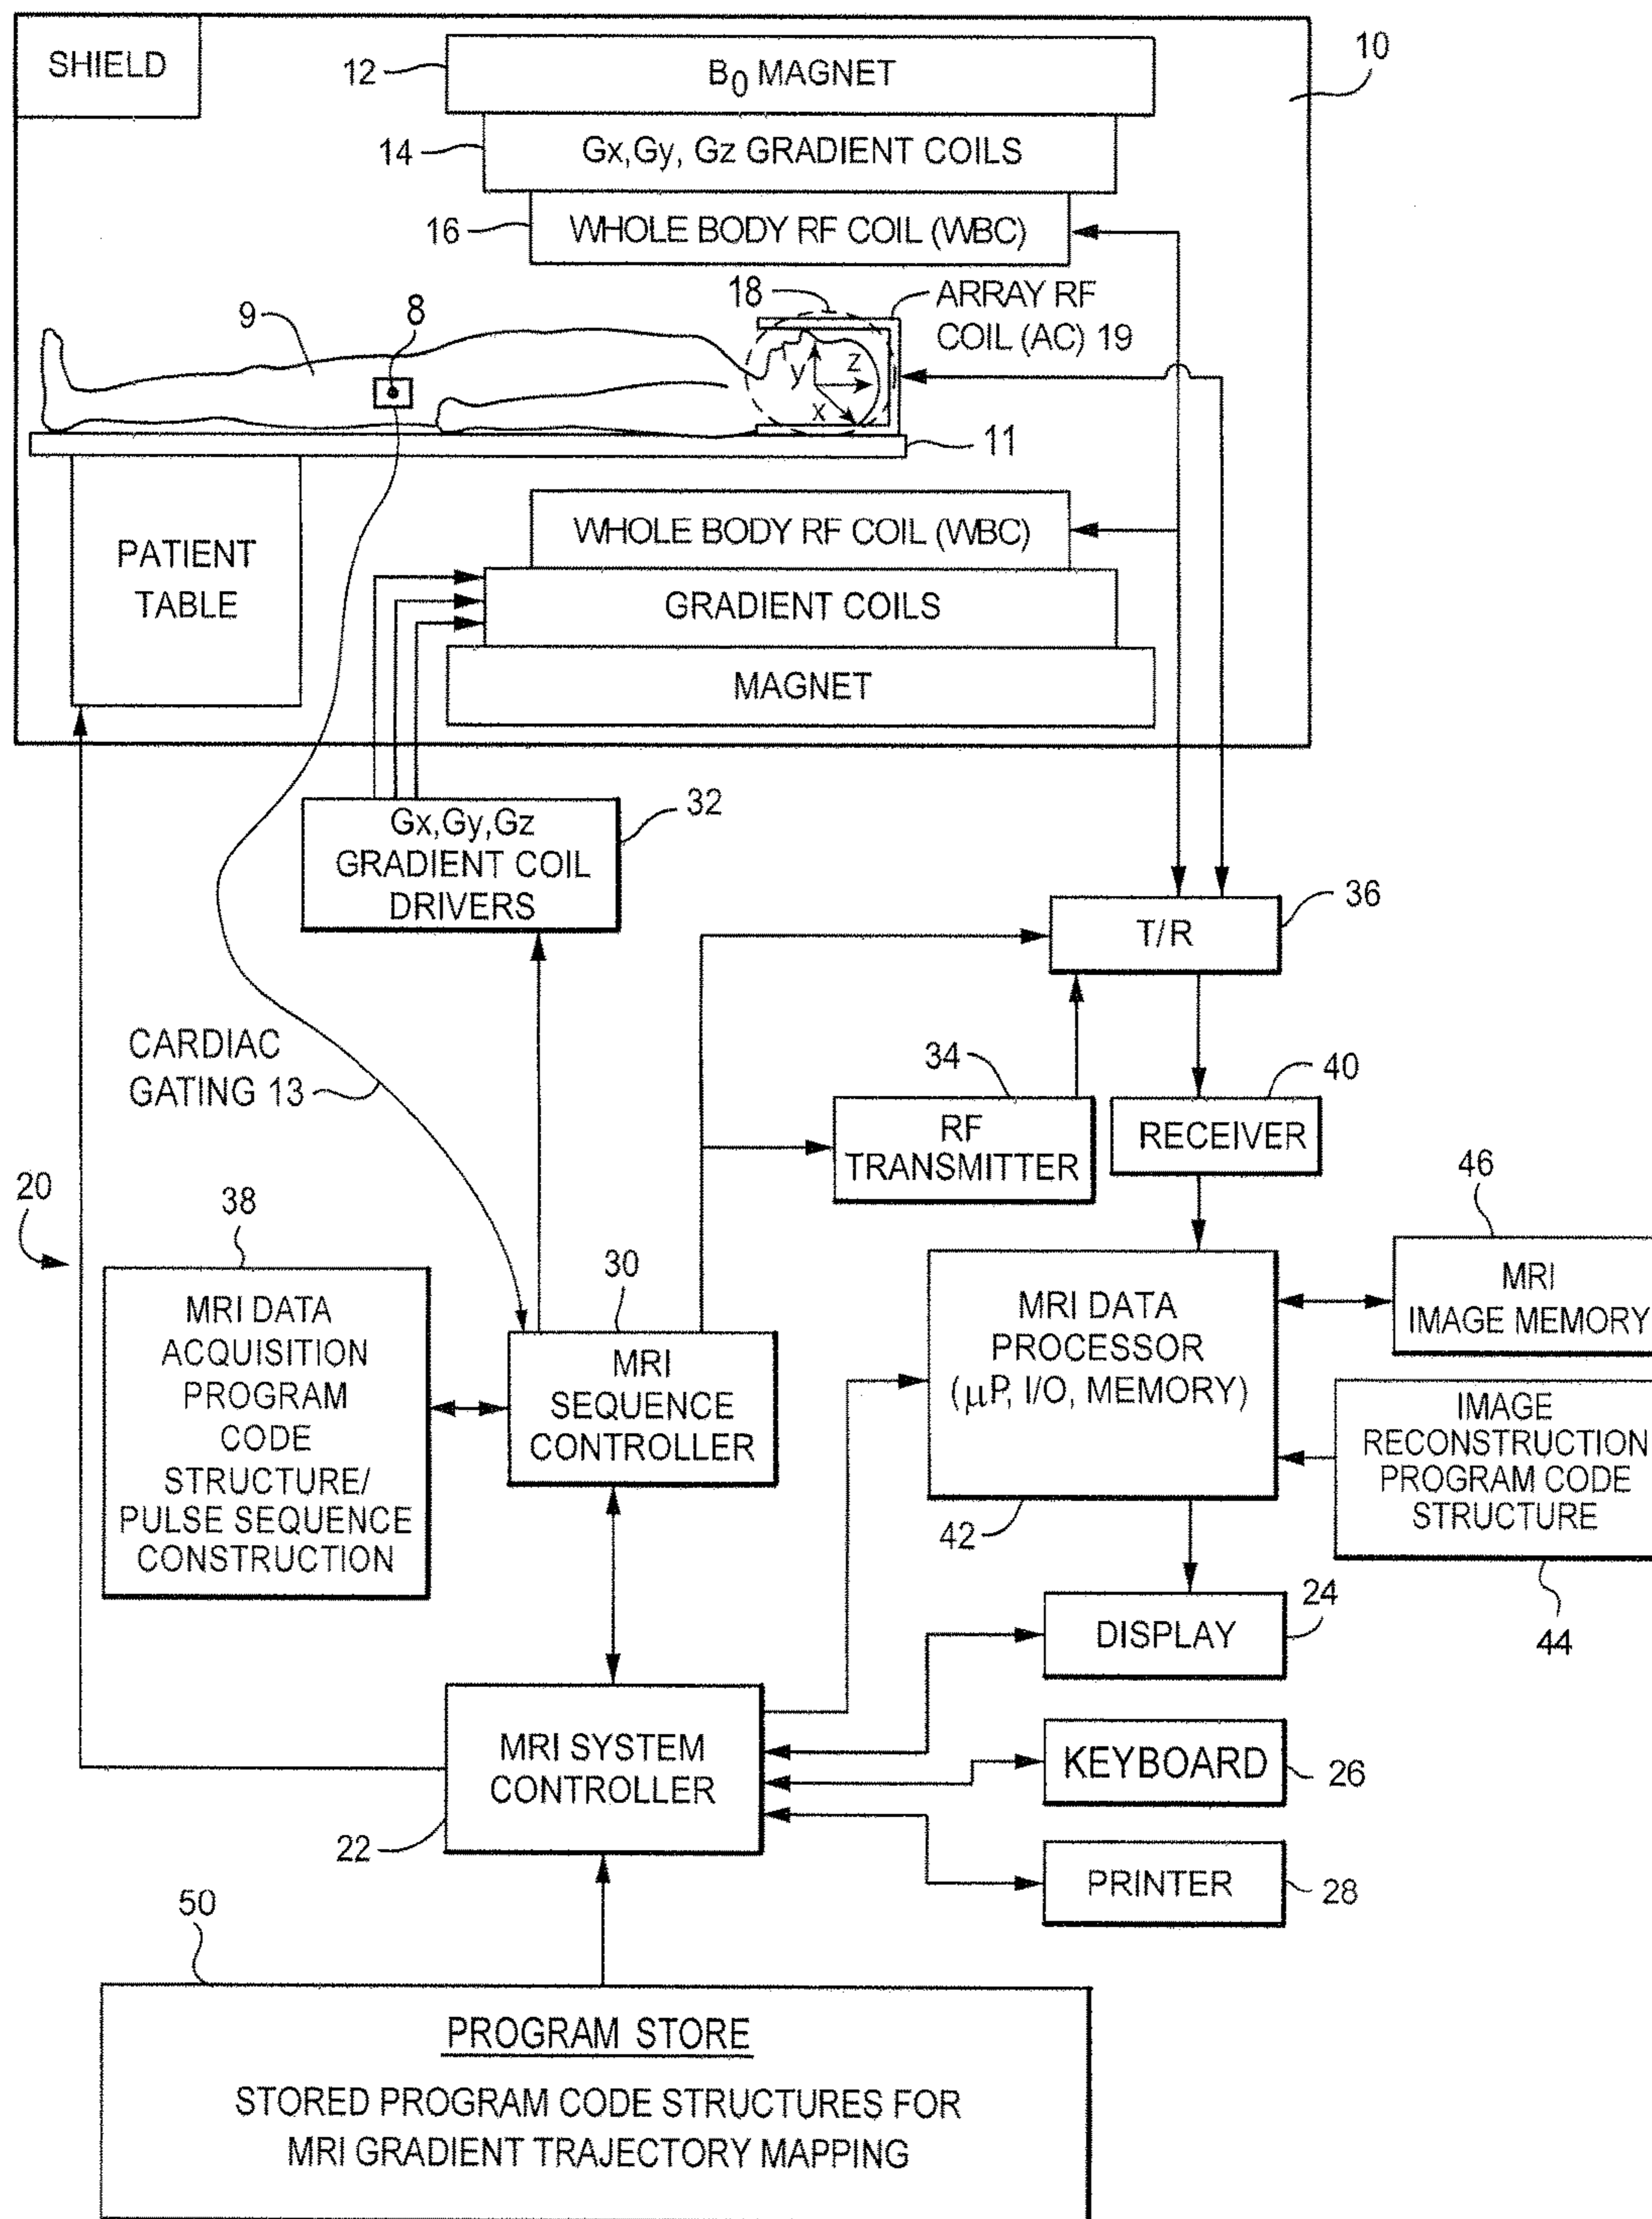 SHIELD
10
12
B0 MAGNET
14
Gx,Gy, Gz GRADIENT COILS
16
WHOLE BODY RF COIL (WBC)
18
ARRAY RF
COIL (AC) 19
9
8
y
z
x
11
PATIENT
TABLE
WHOLE BODY RF COIL (WBC)
GRADIENT COILS
MAGNET
32
Gx,Gy,Gz
GRADIENT COIL
DRIVERS
36
T/R
CARDIAC
GATING 13
34
RF
TRANSMITTER
40
RECEIVER
20
38
MRI DATA
ACQUISITION
PROGRAM
CODE
STRUCTURE/
PULSE SEQUENCE
CONSTRUCTION
30
MRI
SEQUENCE
CONTROLLER
MRI DATA
PROCESSOR
(μP, I/O, MEMORY)
42
46
MRI
IMAGE MEMORY
IMAGE
RECONSTRUCTION
PROGRAM CODE
STRUCTURE
44
24
DISPLAY
MRI SYSTEM
CONTROLLER
22
KEYBOARD
26
PRINTER
28
50
PROGRAM STORE
STORED PROGRAM CODE STRUCTURES FOR
MRI GRADIENT TRAJECTORY MAPPING